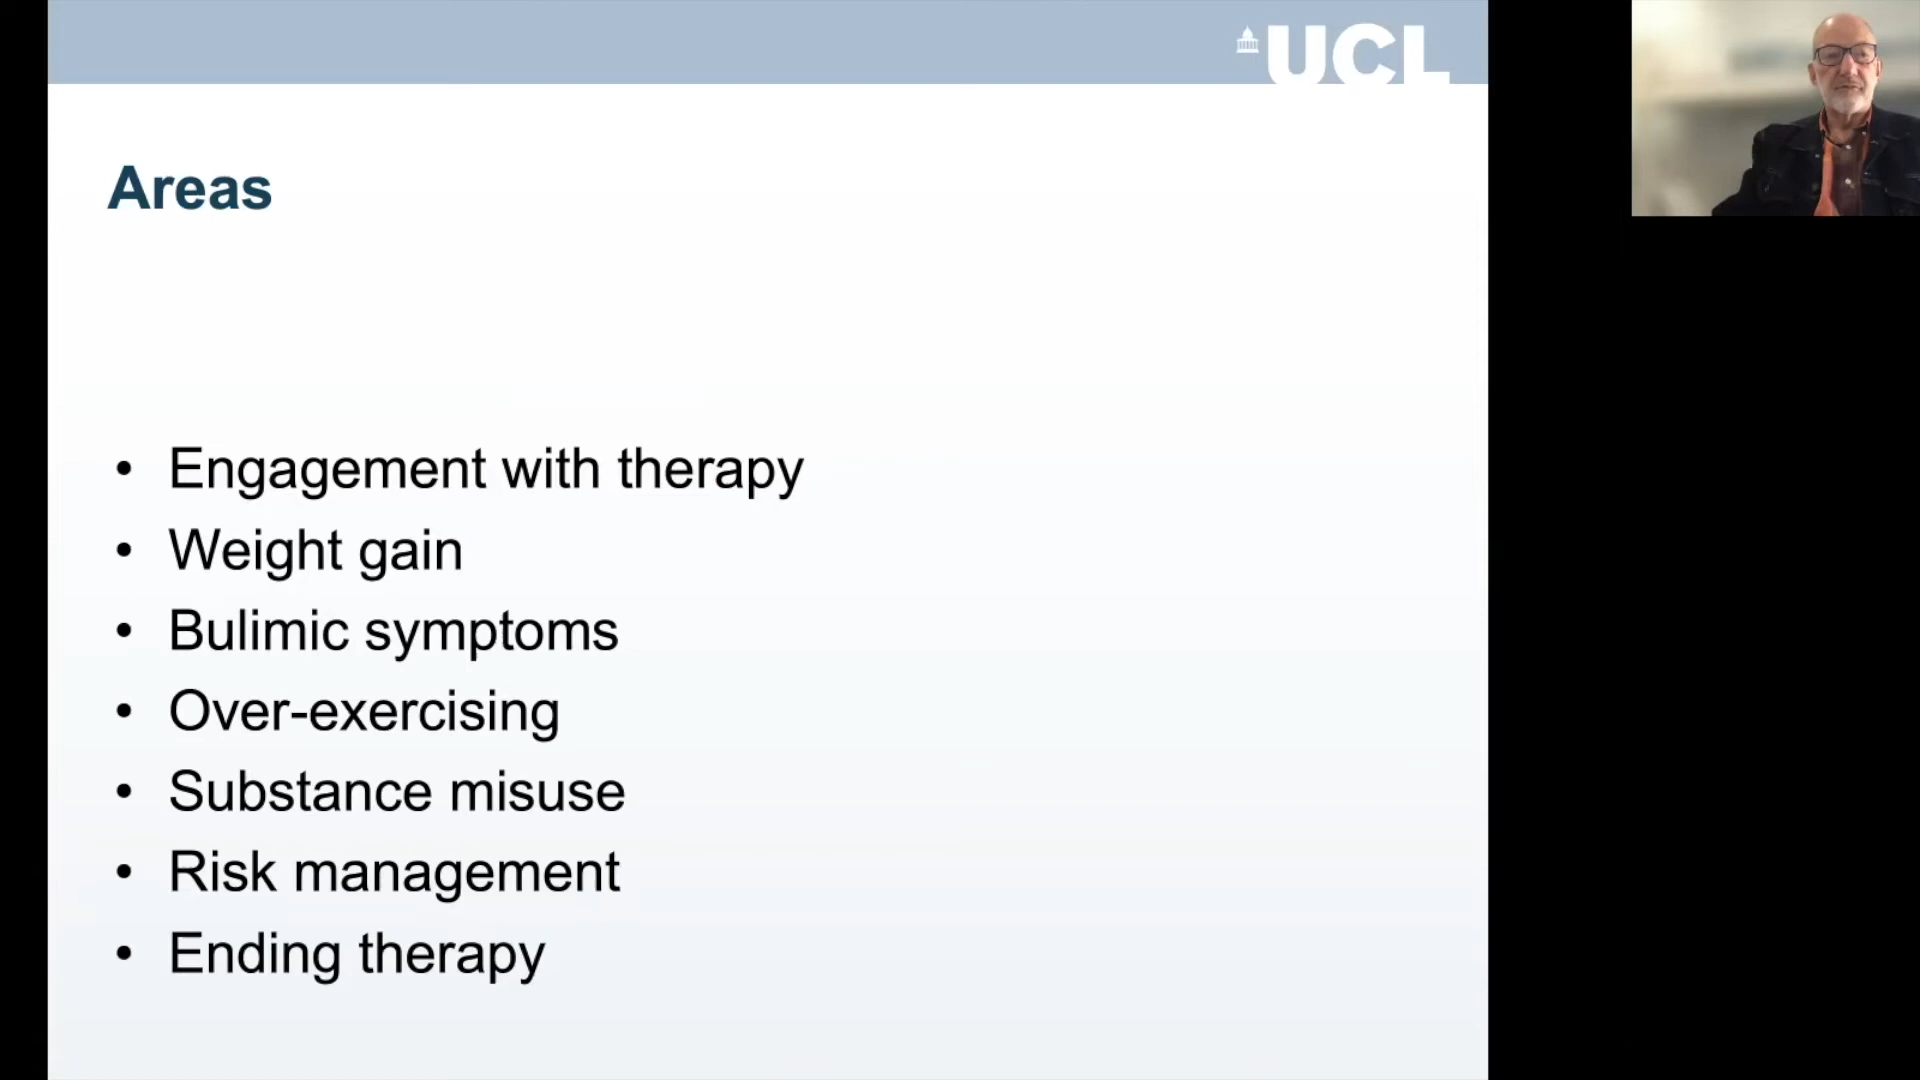 UCL
Areas
• Engagement with therapy
• Weight gain
• Bulimic symptoms
• Over-exercising
• Substance misuse
• Risk management
• Ending therapy